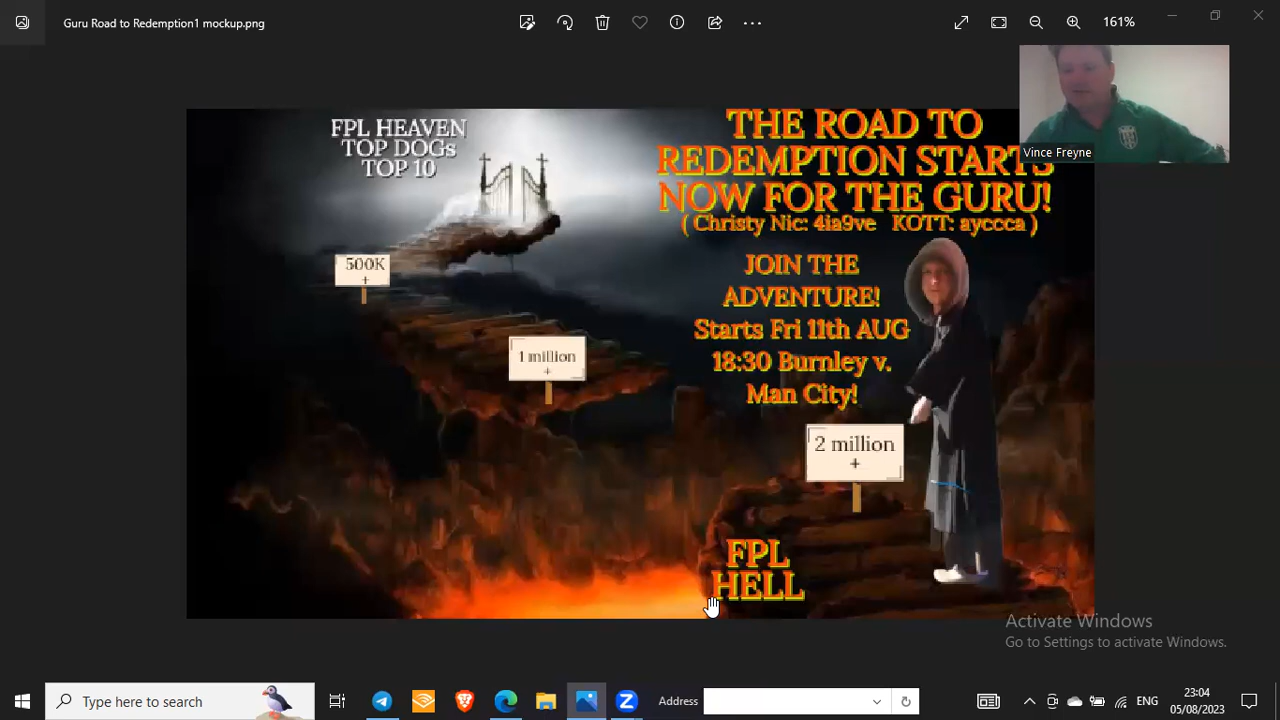 Guru Road to Redemption1 mockup.png
161%
Vince Freyne
FPL HEAVEN
TOP DOGs
TOP 10
THE ROAD TO
REDEMPTION STARTS
NOW FOR THE GURU!
( Christy Nic: 4ia9ve KOTT: ayccca )
JOIN THE
ADVENTURE!
Starts Fri 11th AUG
18:30 Burnley v.
Man City!
500K
+
1 million
+
2 million
+
FPL
HELL
Activate Windows
Go to Settings to activate Windows.
Type here to search
Address
ENG
23:04
05/08/2023